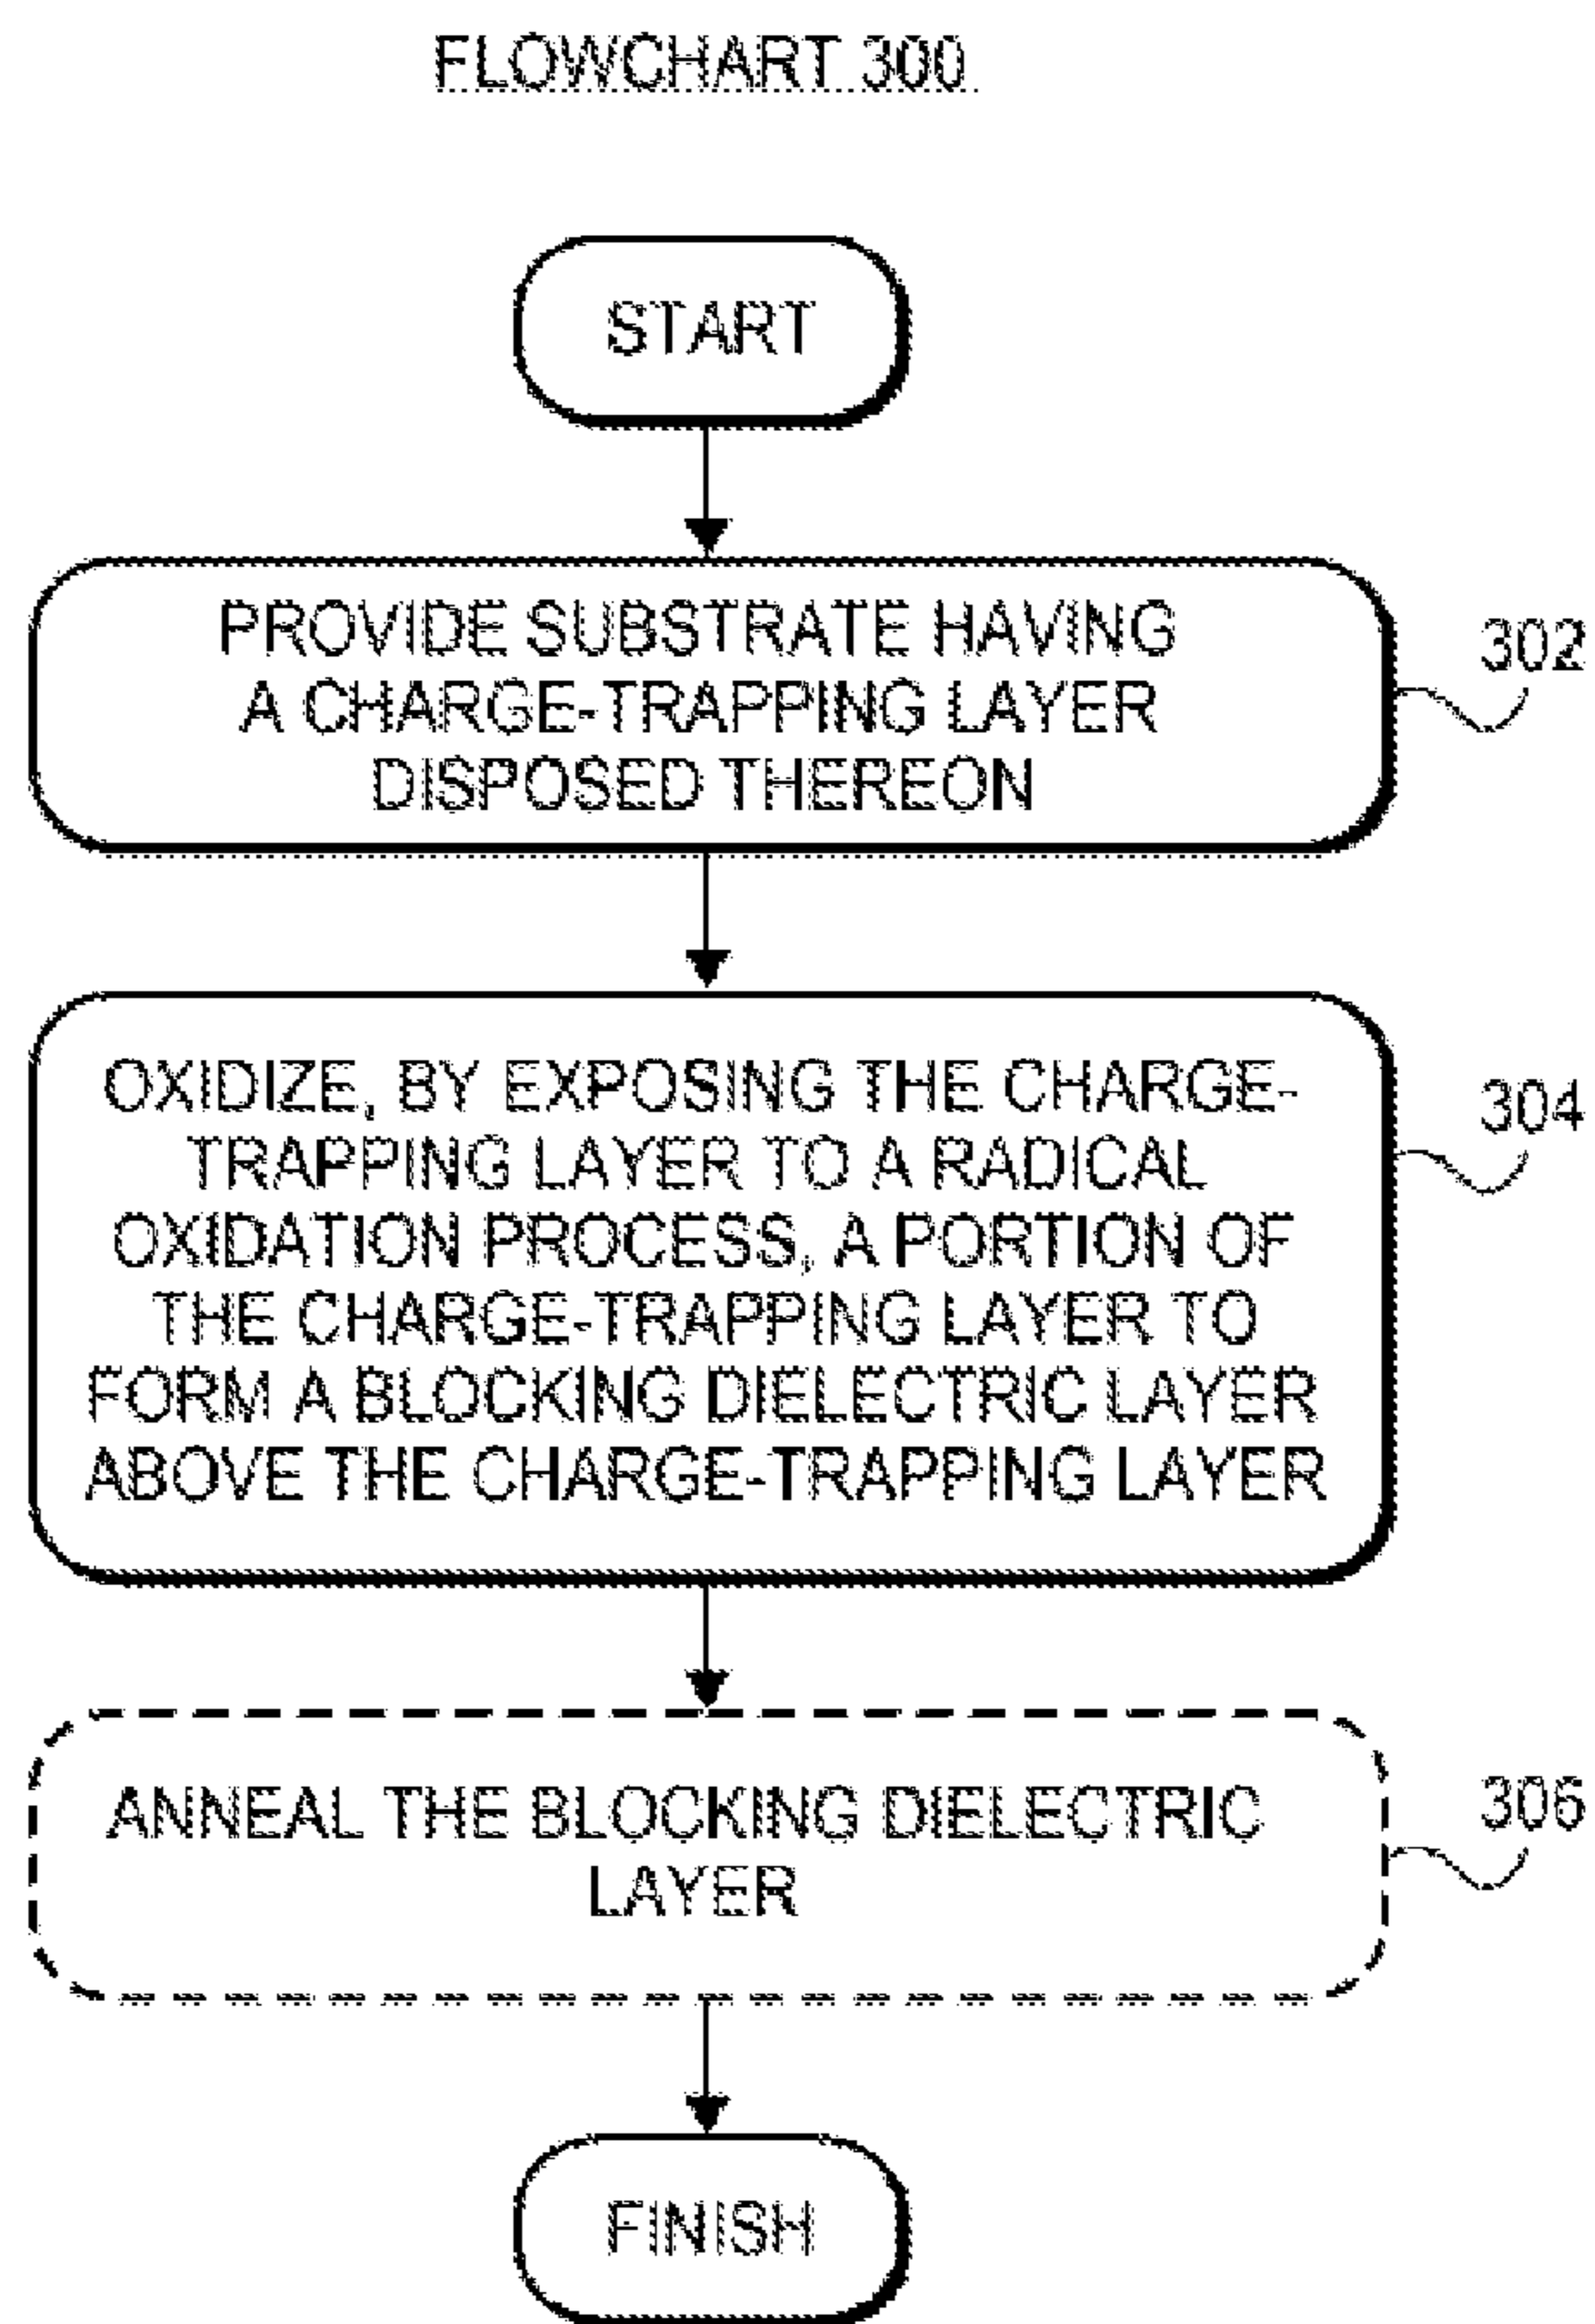 FLOWCHART 300
START
PROVIDE SUBSTRATE HAVING
A CHARGE-TRAPPING LAYER
DISPOSED THEREON
302
OXIDIZE, BY EXPOSING THE CHARGE-
TRAPPING LAYER TO A RADICAL
OXIDATION PROCESS, A PORTION OF
THE CHARGE-TRAPPING LAYER TO
FORM A BLOCKING DIELECTRIC LAYER
ABOVE THE CHARGE-TRAPPING LAYER
304
ANNEAL THE BLOCKING DIELECTRIC
LAYER
306
FINISH